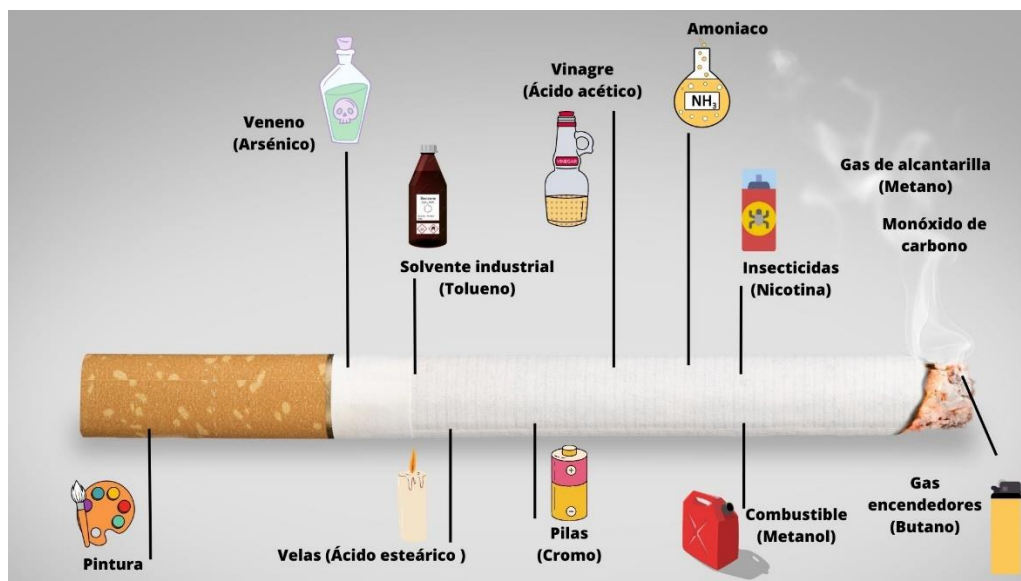 Amoniaco
NH3
Vinagre
(Ácido acético)
VINEGAR
Veneno
(Arsénico)
Gas de alcantarilla
(Metano)
Monóxido de
carbono
Solvente industrial
(Tolueno)
Insecticidas
(Nicotina)
Pintura
Velas (Ácido esteárico )
Pilas
(Cromo)
Combustible
(Metanol)
Gas
encendedores
(Butano)